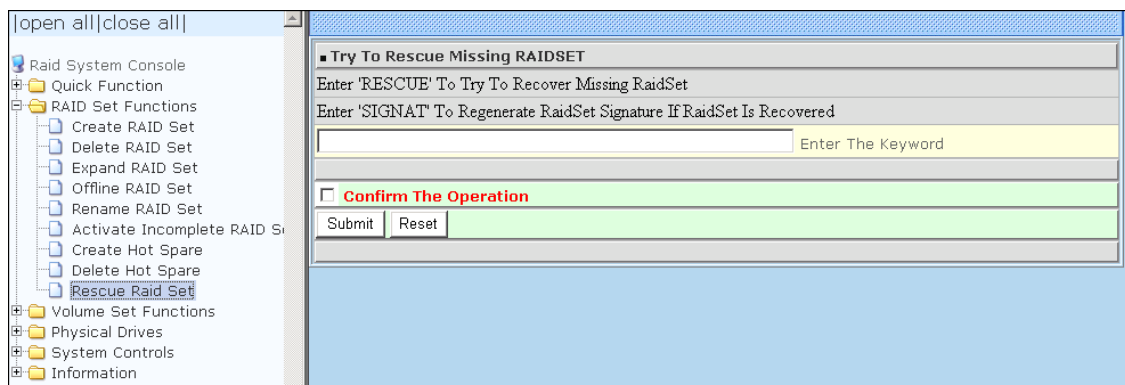 |open all|close all|
Raid System Console
Quick Function
RAID Set Functions
Create RAID Set
Delete RAID Set
Expand RAID Set
Offline RAID Set
Rename RAID Set
Activate Incomplete RAID
Create Hot Spare
Delete Hot Spare
Rescue Raid Set
Volume Set Functions
Physical Drives
System Controls
Information
Try To Rescue Missing RAIDSET
Enter 'RESCUE' To Try To Recover Missing RaidSet
Enter 'SIGNAT' To Regenerate RaidSet Signature If RaidSet Is Recovered
Enter The Keyword
Confirm The Operation
Submit Reset